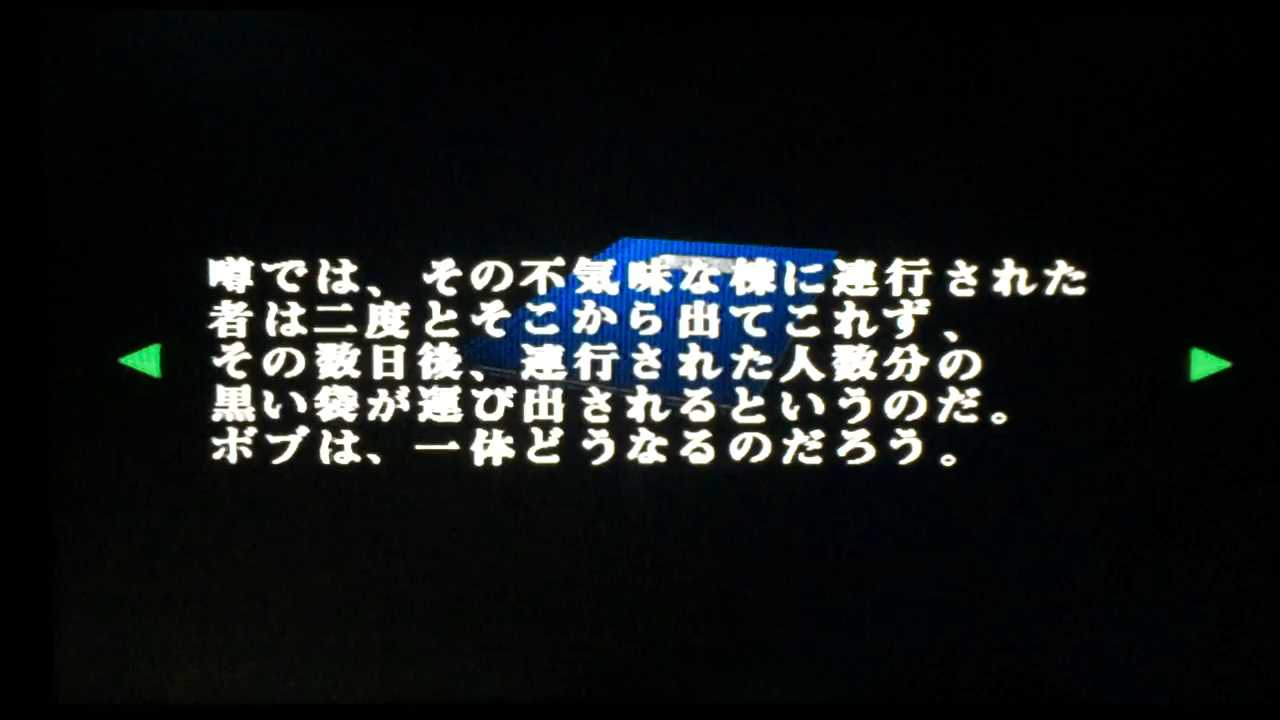 噂では、その不気味な棟に連行された
者は二度とそこから出てこれず、
その数日後、連行された人数分の
黒い袋が運び出されるというのだ。
ボブは、一体どうなるのだろう。